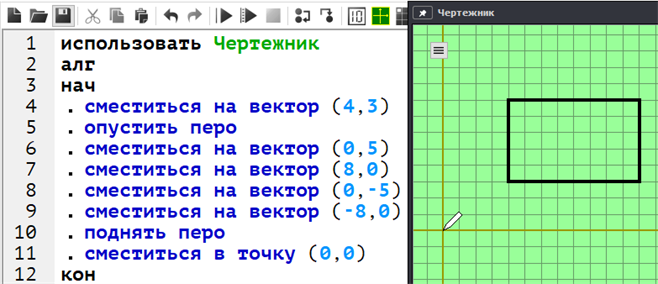 Чертежник
1 использовать Чертежник
2 алг
3 нач
4 . сместиться на вектор (4,3)
5 . опустить перо
6 . сместиться на вектор (0,5)
7 . сместиться на вектор (8,0)
8 . сместиться на вектор (0,-5)
9 . сместиться на вектор (-8,0)
10 . поднять перо
11 . сместиться в точку (0,0)
12 кон